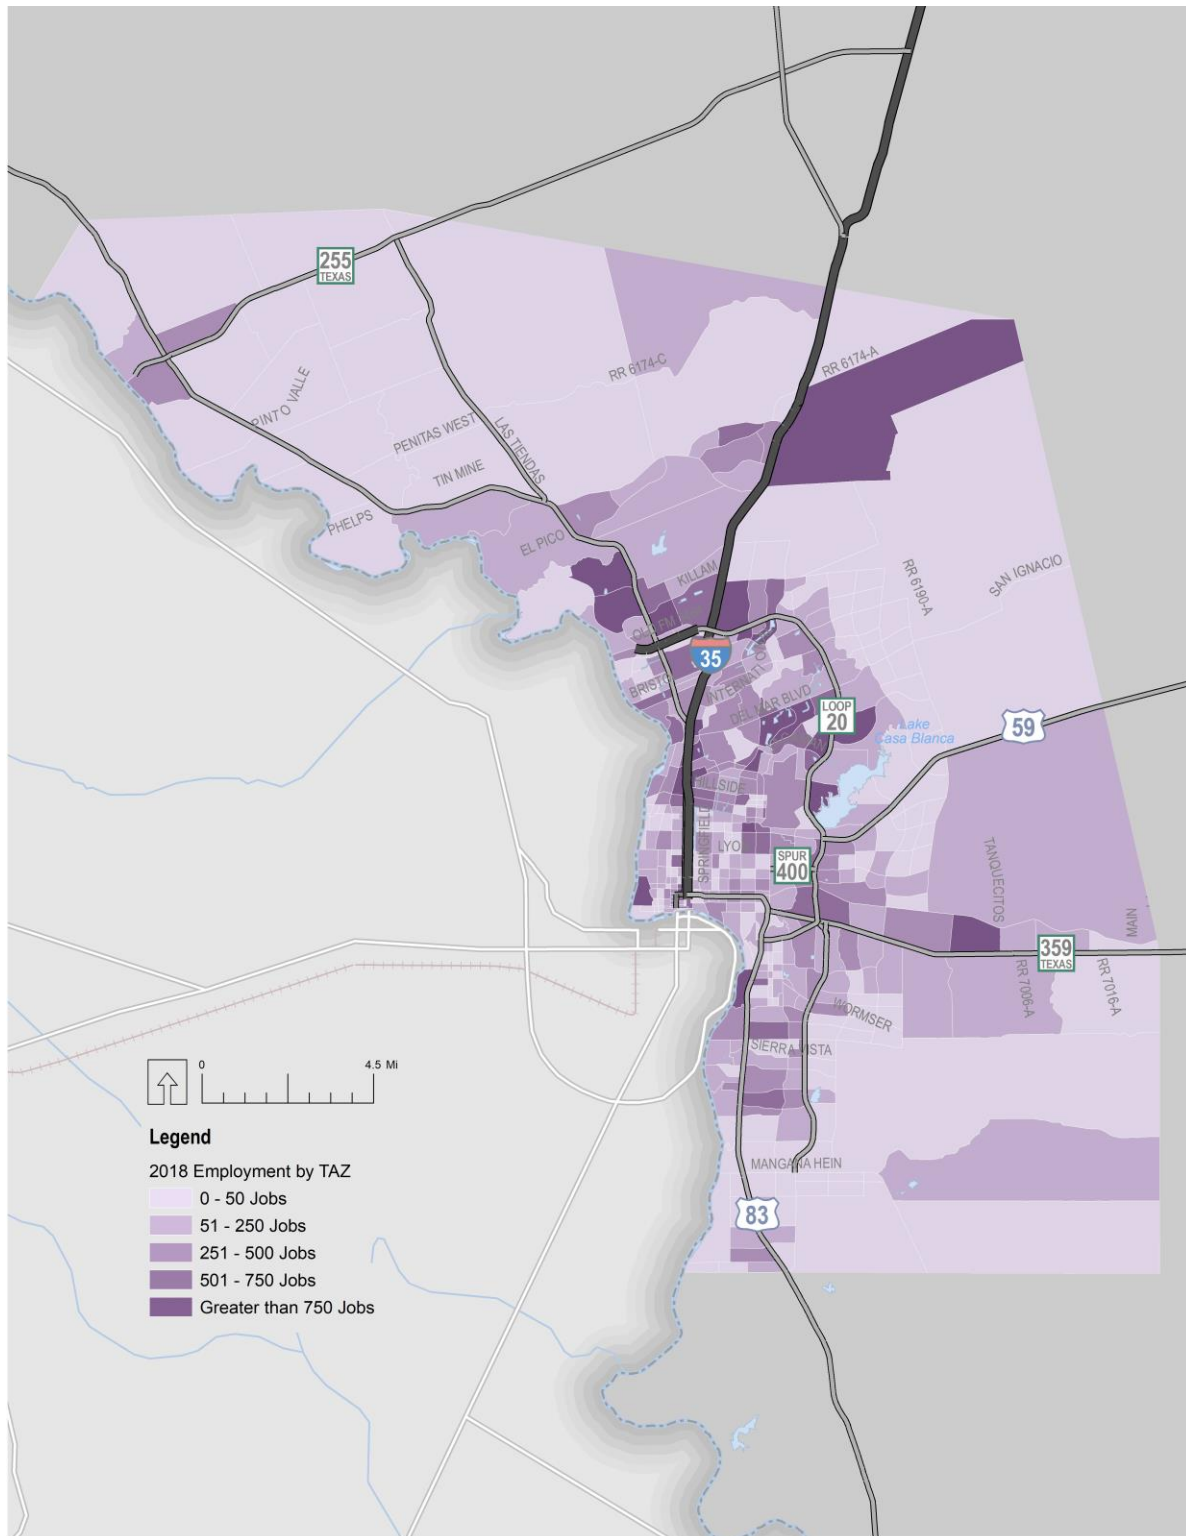 255
TEXAS
RR 6174-C
RR 6174-A
PINTO VALLE
PENITAS WEST
LAS TIENDAS
TIN MINE
PHELPS
EL PICO
KILLAM
RR 6190-A
SAN IGNACIO
OLD FM
35
BRISTO
INTERNATI
DEL MAR BLVD
LOOP
20
Lake
Casa Blanca
59
HILLSIDE
SPRINGFIELD
LYON
SPUR
400
TANQUECITOS
MAIN
359
TEXAS
RR 7006-A
RR 7016-A
WORMSER
SIERRA VISTA
0 4.5 Mi
Legend
2018 Employment by TAZ
0 - 50 Jobs
51 - 250 Jobs
251 - 500 Jobs
501 - 750 Jobs
Greater than 750 Jobs
MANGANA HEIN
83